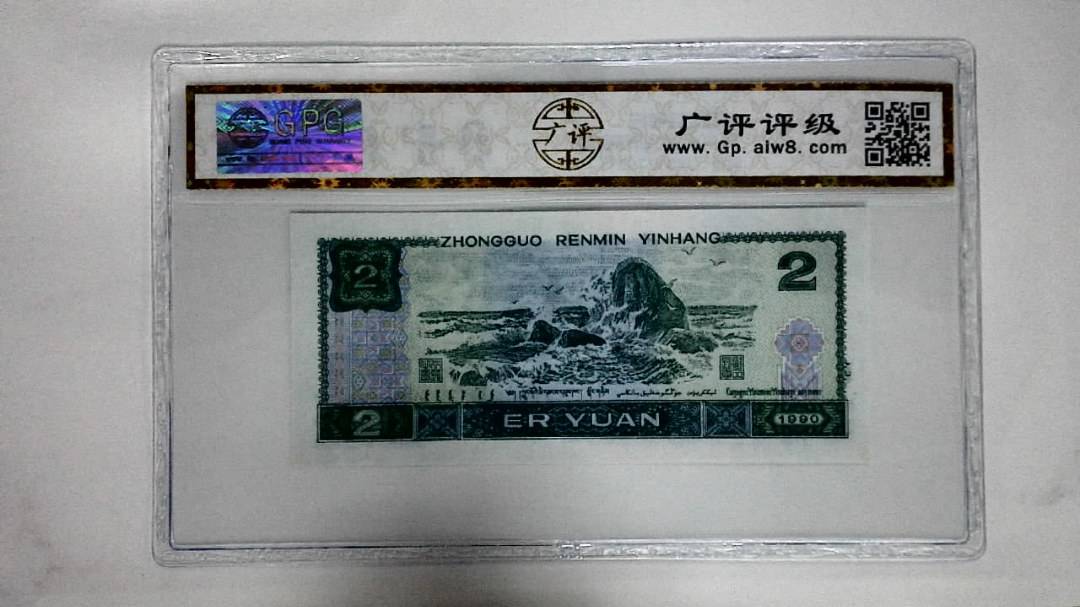 GPG
广评
广评评级
www. Gp. aiw8. com
ZHONGGUO RENMIN YINHANG
2
2
2
ER YUAN
1990